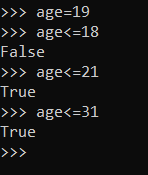 >>> age=19
>>> age<=18
False
>>> age<=21
True
>>> age<=31
True
>>>